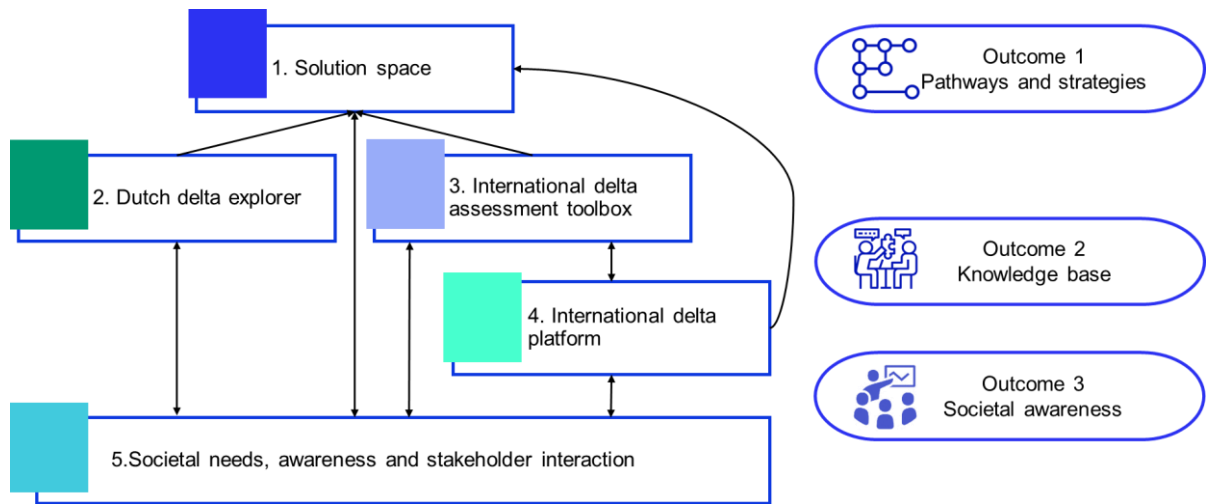 1. Solution space
2. Dutch delta explorer
3. International delta
assessment toolbox
4. International delta
platform
5.Societal needs, awareness and stakeholder interaction
Outcome 1
Pathways and strategies
Outcome 2
Knowledge base
Outcome 3
Societal awareness